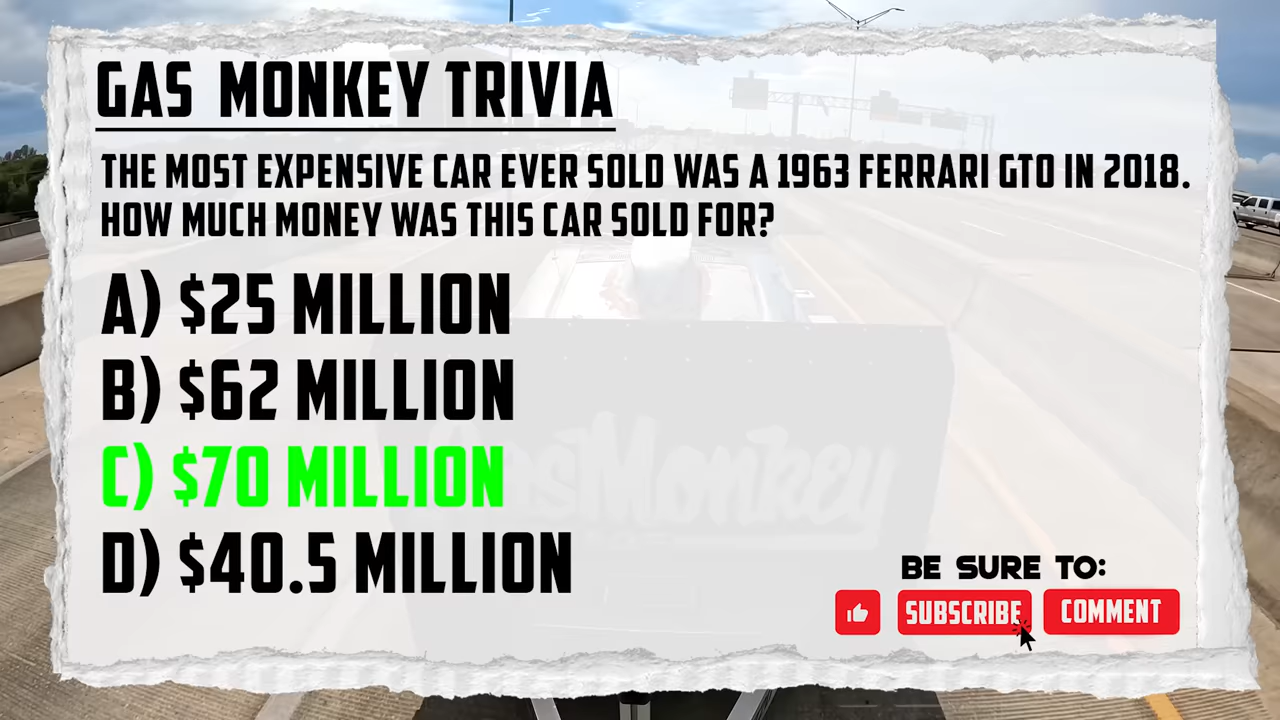 GAS MONKEY TRIVIA
THE MOST EXPENSIVE CAR EVER SOLD WAS A 1963 FERRARI GTO IN 2018.
HOW MUCH MONEY WAS THIS CAR SOLD FOR?
A) $25 MILLION
B) $62 MILLION
C) $70 MILLION
D) $40.5 MILLION
GasMonkey
BE SURE TO:
SUBSCRIBE COMMENT